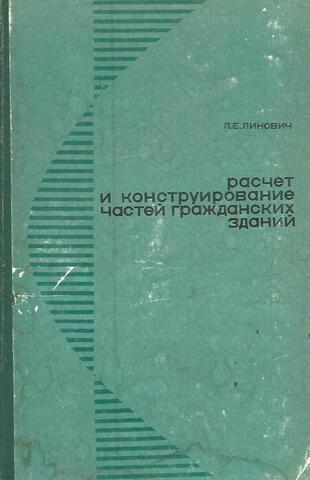 Л.Е.ЛИНОВИЧ
расчет
и конструирование
частей гражданских
зданий